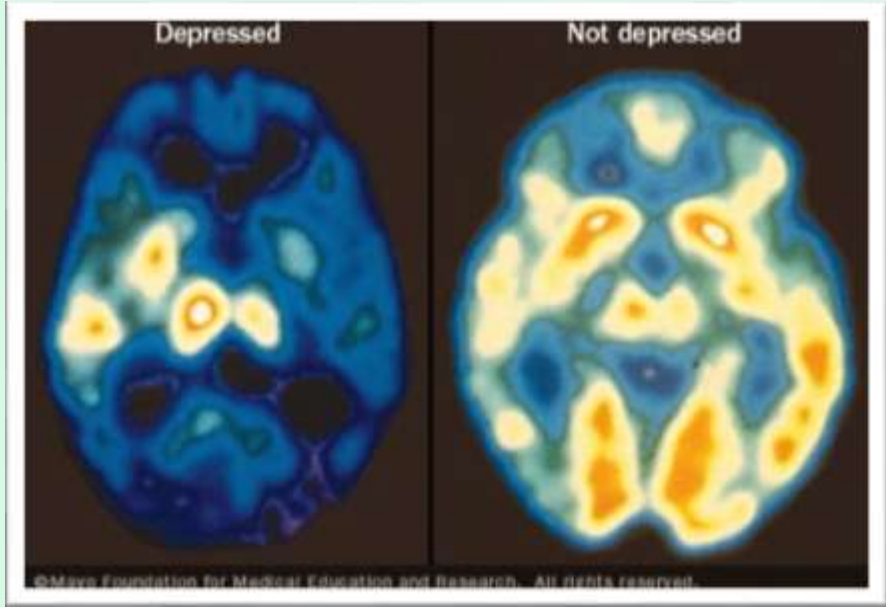 Depressed
Not depressed
©Mayo Foundation for Medical Education and Research. All rights reserved.